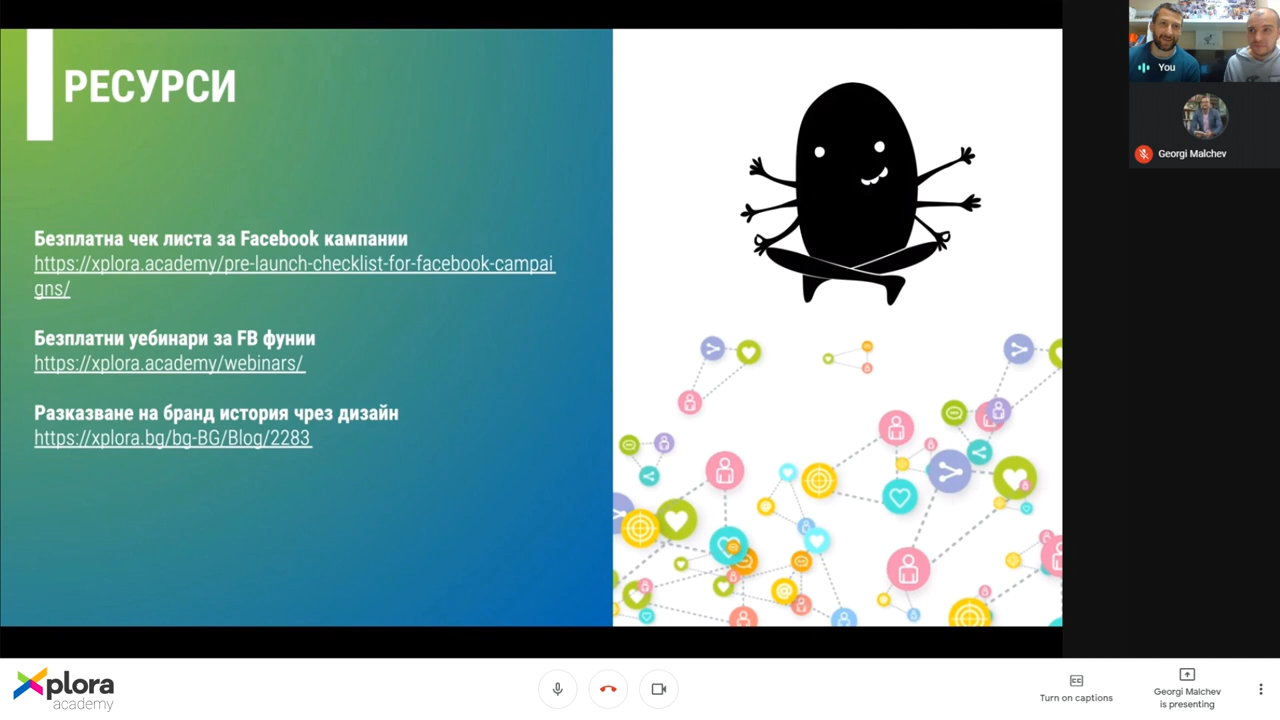 РЕСУРСИ
Безплатна чек листа за Facebook кампании
https://xplora.academy/pre-launch-checklist-for-facebook-campai
gns/
Безплатни уебинари за FB фунии
https://xplora.academy/webinars/
Разказване на бранд история чрез дизайн
https://xplora.bg/bg-BG/Blog/2283
You
Georgi Malchev
Xplora
academy
CC
Turn on captions
Georgi Malchev
is presenting